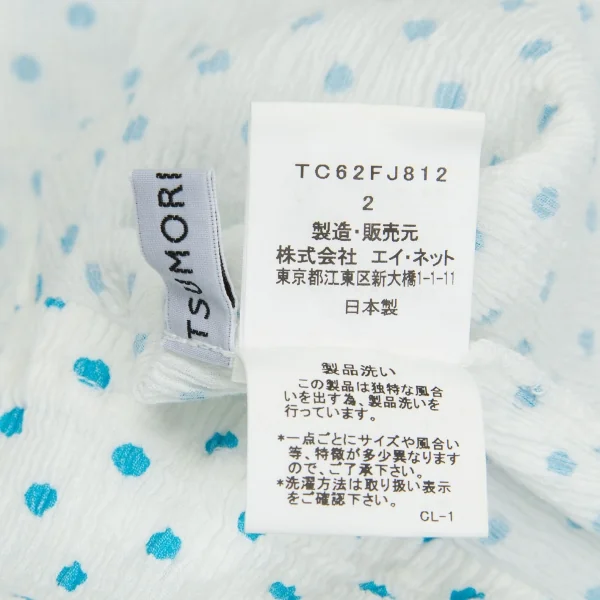 TSUMORI
TC62FJ812
2
製造・販売元
株式会社 エイ・ネット
東京都江東区新大橋1-1-11
日本製
製品洗い
この製品は独特な風合
いを出す為、製品洗いを
行っています。
*一点ごとにサイズや風合い
等、特徴が多少異なります
ので、ご了承下さい。
*洗濯方法は取り扱い表示
をご確認下さい。
CL-1